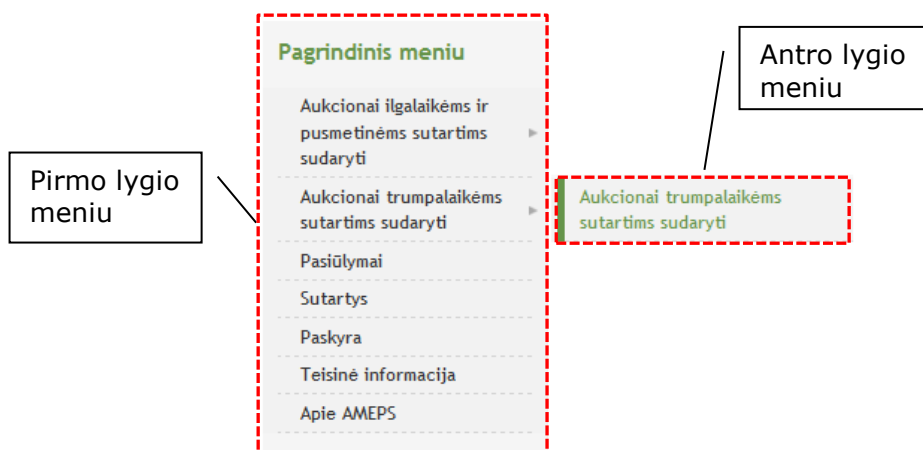 Pagrindinis meniu
Aukcionai ilgalaikėms ir
pusmetinėms sutartims
sudaryti
Aukcionai trumpalaikėms
sutartims sudaryti
Pasiūlymai
Sutartys
Paskyra
Teisinė informacija
Apie AMEPS
Pirmo lygio
meniu
Antro lygio
meniu
Aukcionai trumpalaikėms
sutartims sudaryti